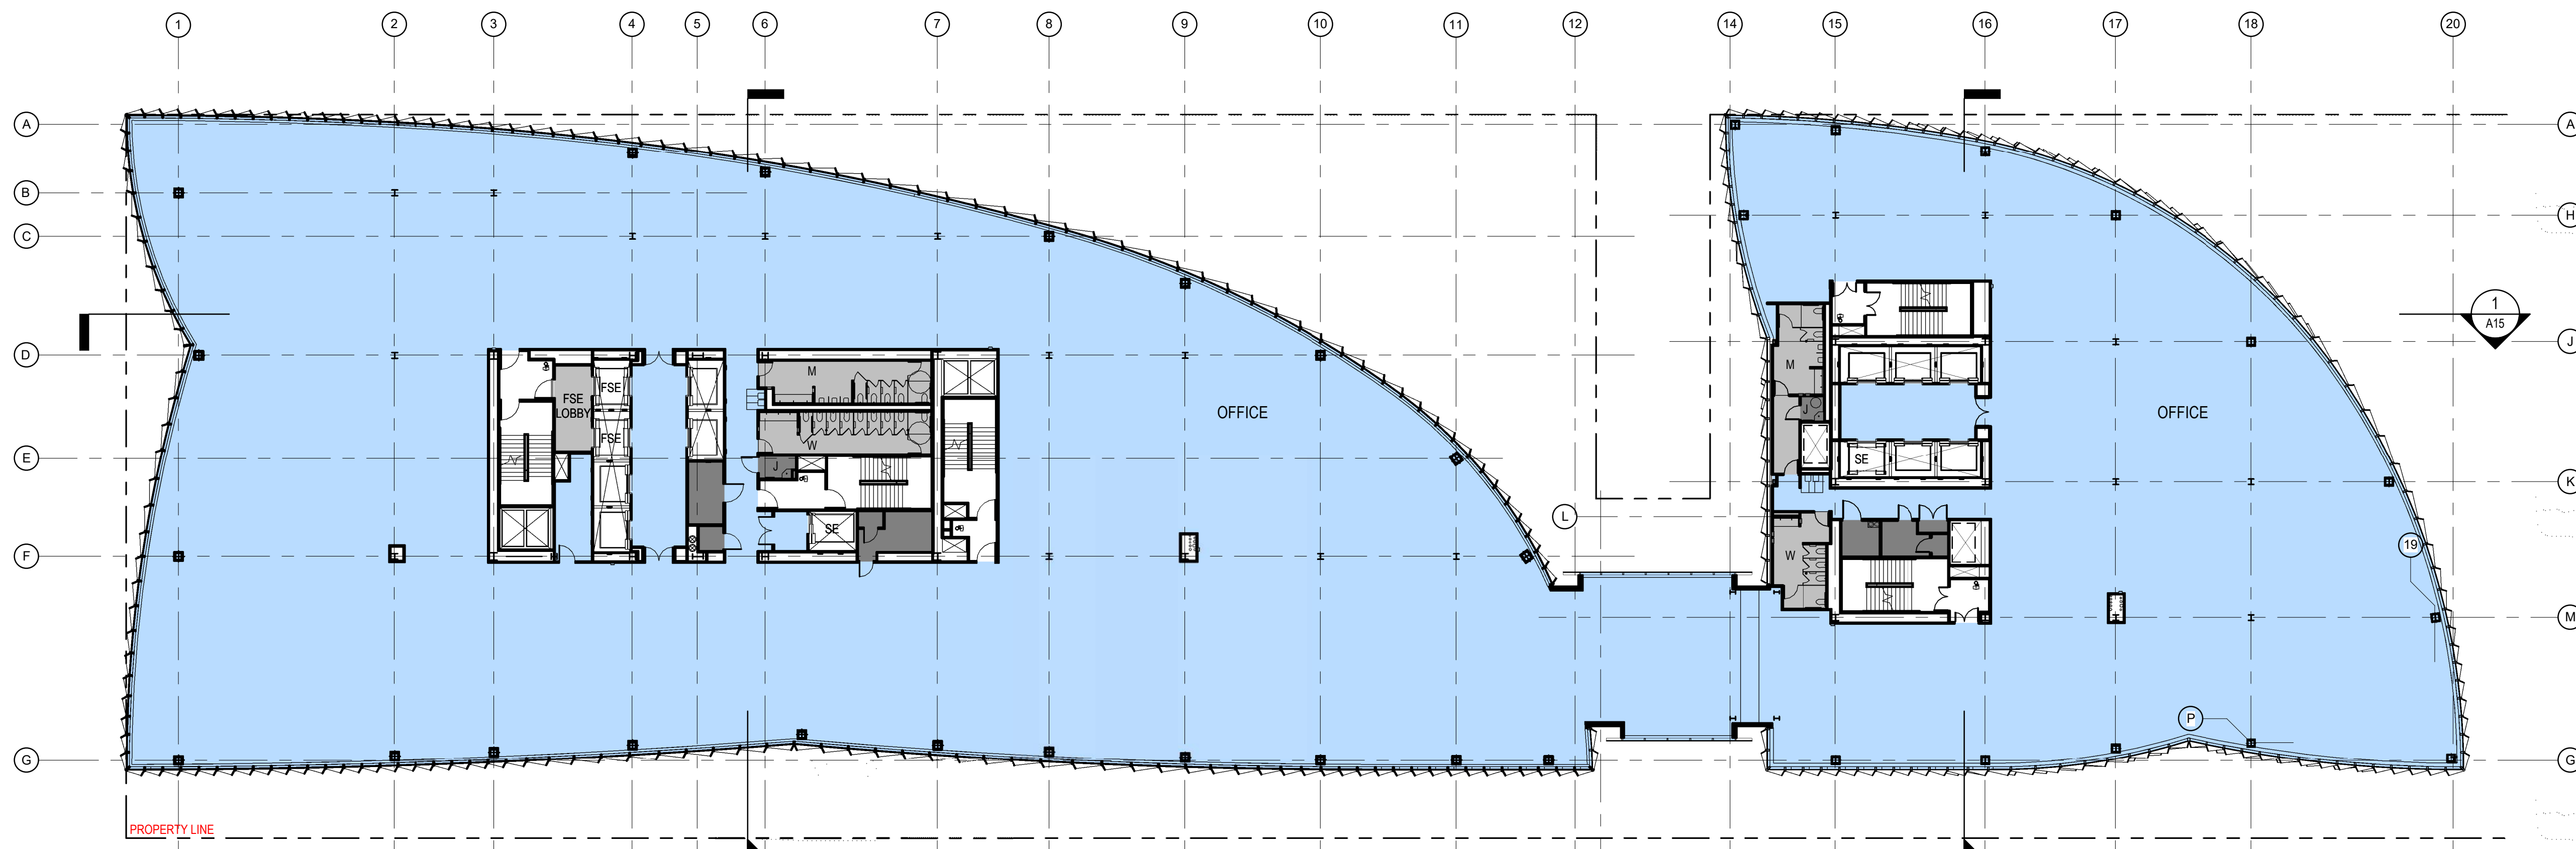 1 2 3 4 5 6 7 8 9 10 11 12 14 15 16 17 18 20
A A
B
H
C
1
A15
D
J
M
FSE
FSE
LOBBY
M
J
OFFICE
OFFICE
FSE
W
E
SE
J
K
L
SE
19
F
W
M
P
G G
PROPERTY LINE